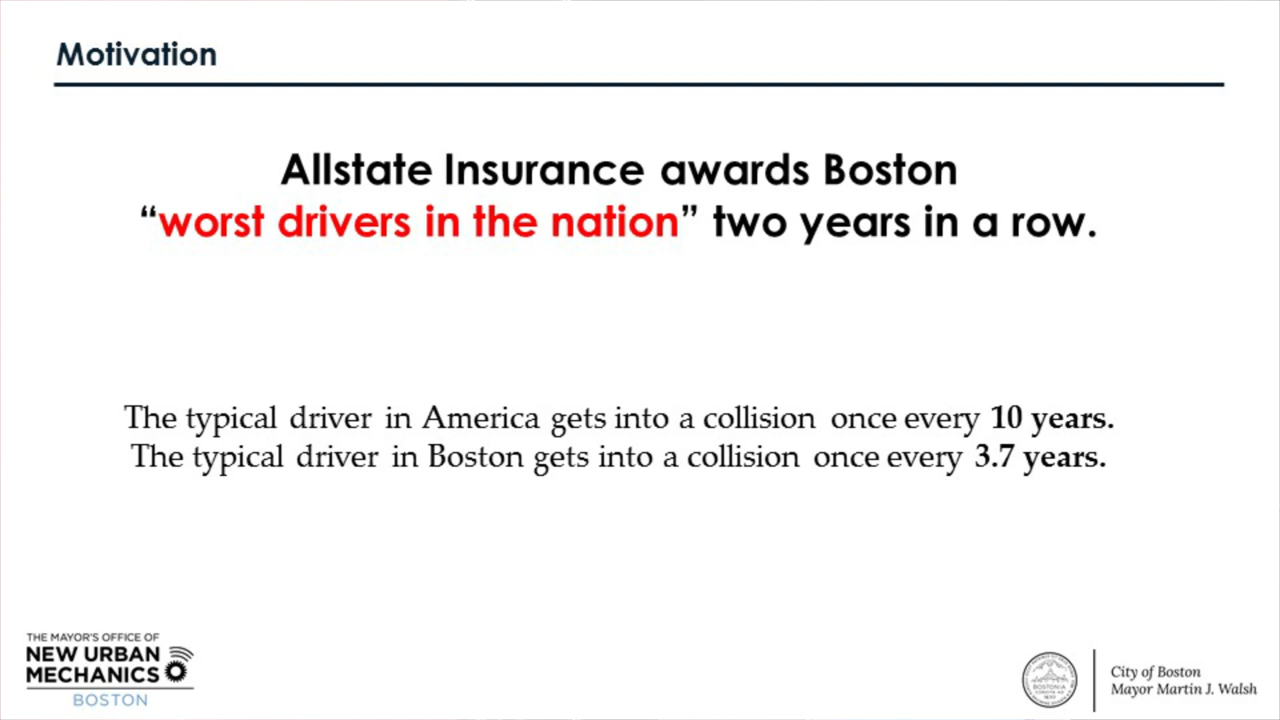 Motivation
Allstate Insurance awards Boston
“worst drivers in the nation” two years in a row.
The typical driver in America gets into a collision once every 10 years.
The typical driver in Boston gets into a collision once every 3.7 years.
THE MAYOR'S OFFICE OF
NEW URBAN
MECHANICS
BOSTON
City of Boston
Mayor Martin J. Walsh